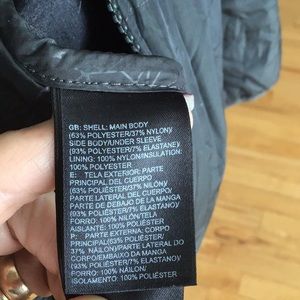 GB: SHELL: MAIN BODY
(63% POLYESTER/37% NYLON)/
SIDE BODY/UNDER SLEEVE
(93% POLYESTER/7% ELASTANE)/
LINING: 100% NYLON/INSULATION:
100% POLYESTER
E: TELA EXTERIOR: PARTE
PRINCIPAL DEL CUERPO
(63% POLIÉSTER/37% NILÓN)/
PARTE LATERAL DEL CUERPO/
PARTE DE DEBAJO DE LA MANGA
(93% POLIÉSTER/7% ELASTANO)/
FORRO: 100% NILÓN/TELA
AISLANTE: 100% POLIÉSTER
P: PARTE EXTERNA: CORPO
PRINCIPAL(63% POLIÉSTER/37%
NÁILON)/PARTE LATERAL DO
CORPO/EMBAIXO DA MANGA
(93% POLIÉSTER/7% ELASTANO)/
FORRO: 100% NÁILON/
ISOLAMENTO: 100% POLIÉSTER